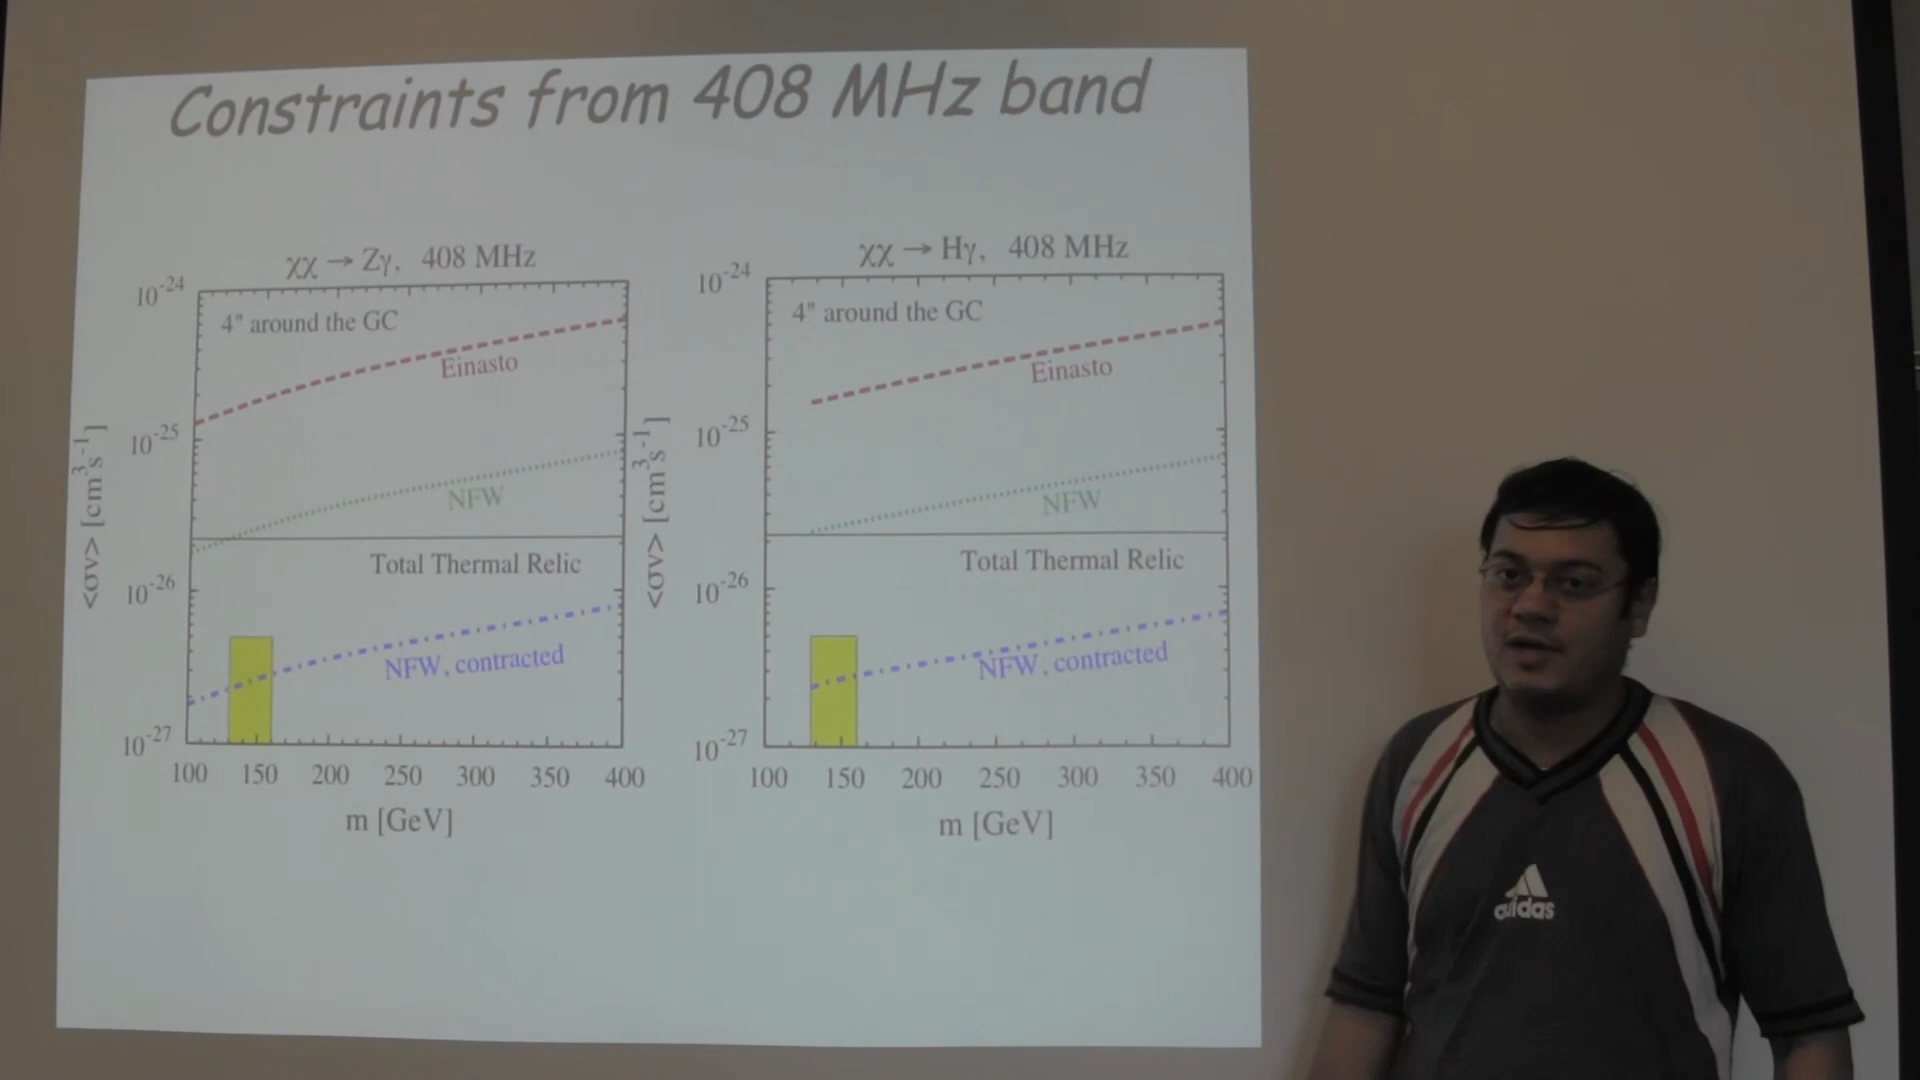 Constraints from 408 MHz band
χχ → Zγ, 408 MHz
10⁻²⁴
10⁻²⁵
10⁻²⁶
10⁻²⁷
<σv> [cm³s⁻¹]
4" around the GC
Einasto
NFW
Total Thermal Relic
NFW, contracted
100 150 200 250 300 350 400
m [GeV]
χχ → Hγ, 408 MHz
10⁻²⁴
10⁻²⁵
10⁻²⁶
10⁻²⁷
<σv> [cm³s⁻¹]
4" around the GC
Einasto
NFW
Total Thermal Relic
NFW, contracted
100 150 200 250 300 350 400
m [GeV]
adidas